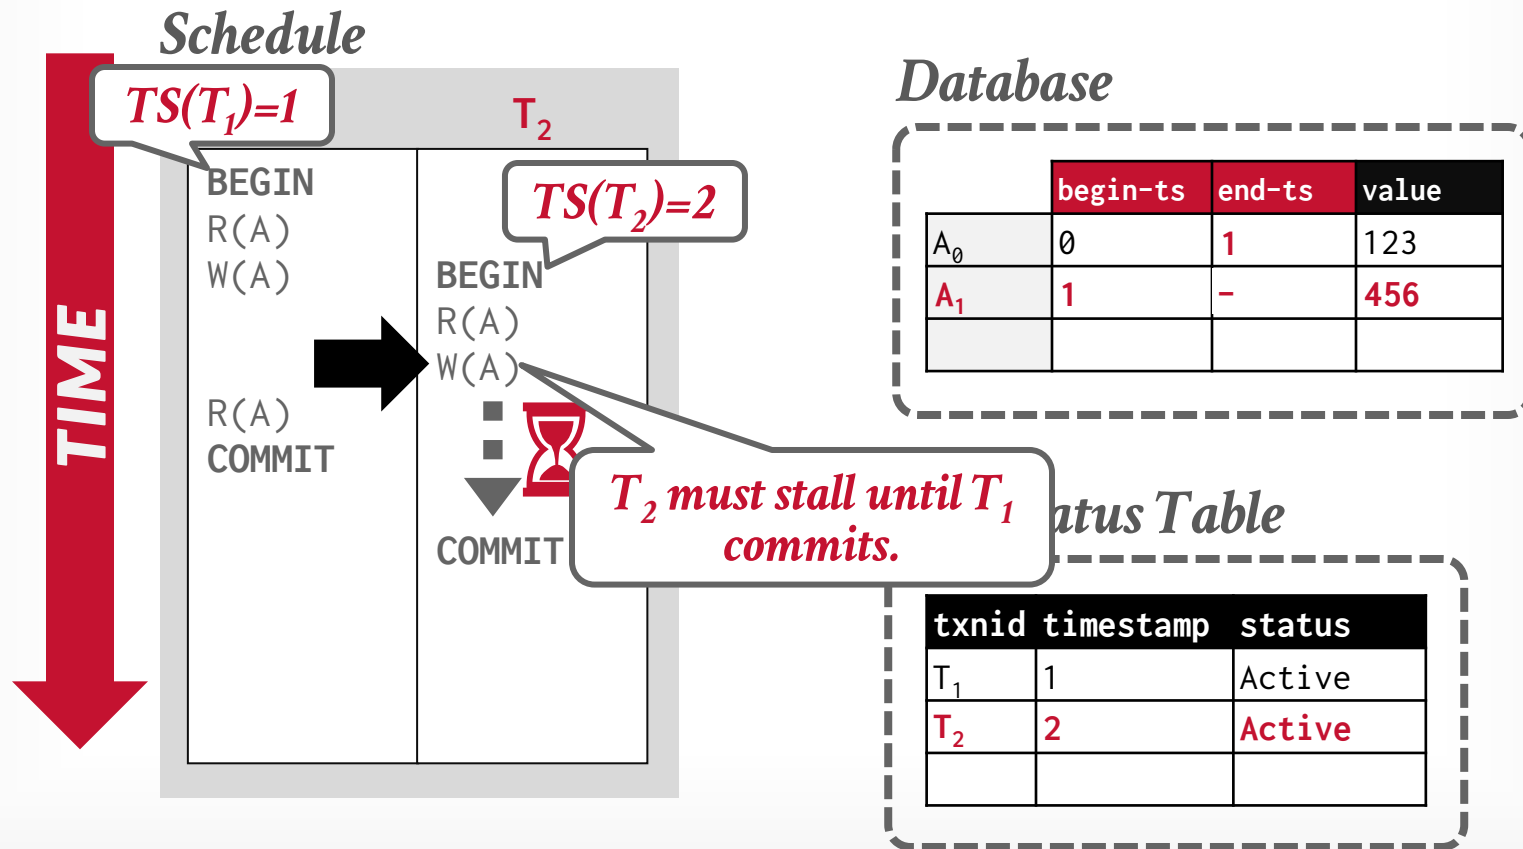 Schedule
TS(T1)=1
T2
BEGIN
R(A)
W(A)
TS(T2)=2
BEGIN
R(A)
W(A)
R(A)
COMMIT
T2 must stall until T1
commits.
COMMIT
TIME
Database
begin-ts end-ts value
A0 0 1 123
A1 1 – 456
atus Table
txnid timestamp status
T1 1 Active
T2 2 Active